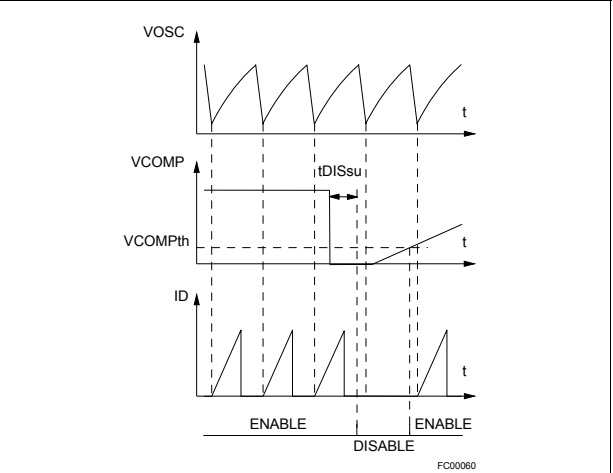 VOSC
t
VCOMP
tDISsu
VCOMPth
t
ID
t
ENABLE
ENABLE
DISABLE
FC00060